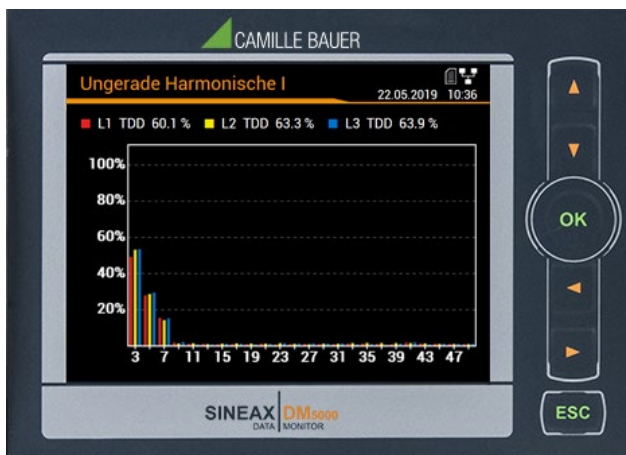 CAMILLE BAUER
Ungerade Harmonische I
22.05.2019 10:36
L1 TDD 60.1 % L2 TDD 63.3 % L3 TDD 63.9 %
100%
80%
60%
40%
20%
3 7 11 15 19 23 27 31 35 39 43 47
OK
ESC
SINEAX DM5000
DATA MONITOR